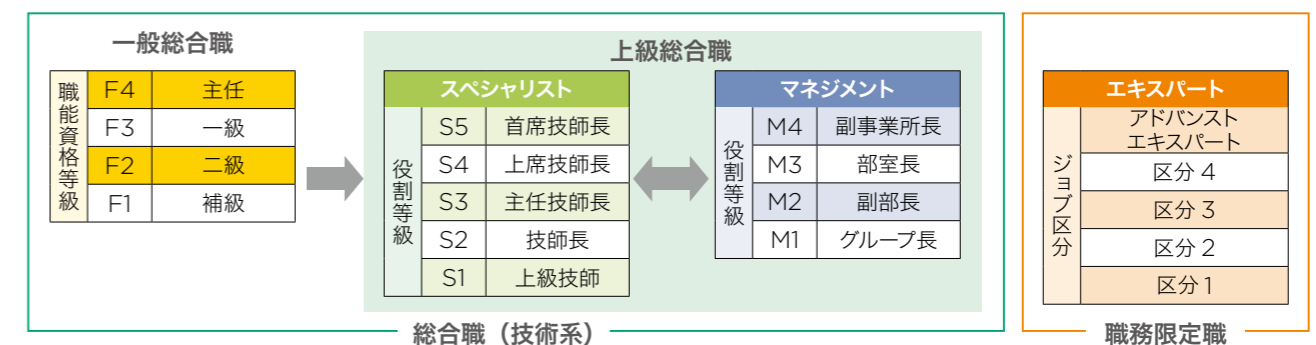 一般総合職
職能資格等級
F4 主任
F3 一級
F2 二級
F1 補級
上級総合職
スペシャリスト
役割等級
S5 首席技師長
S4 上席技師長
S3 主任技師長
S2 技師長
S1 上級技師
マネジメント
役割等級
M4 副事業所長
M3 部室長
M2 副部長
M1 グループ長
総合職（技術系）
エキスパート
ジョブ区分
アドバンスト
エキスパート
区分 4
区分 3
区分 2
区分 1
職務限定職